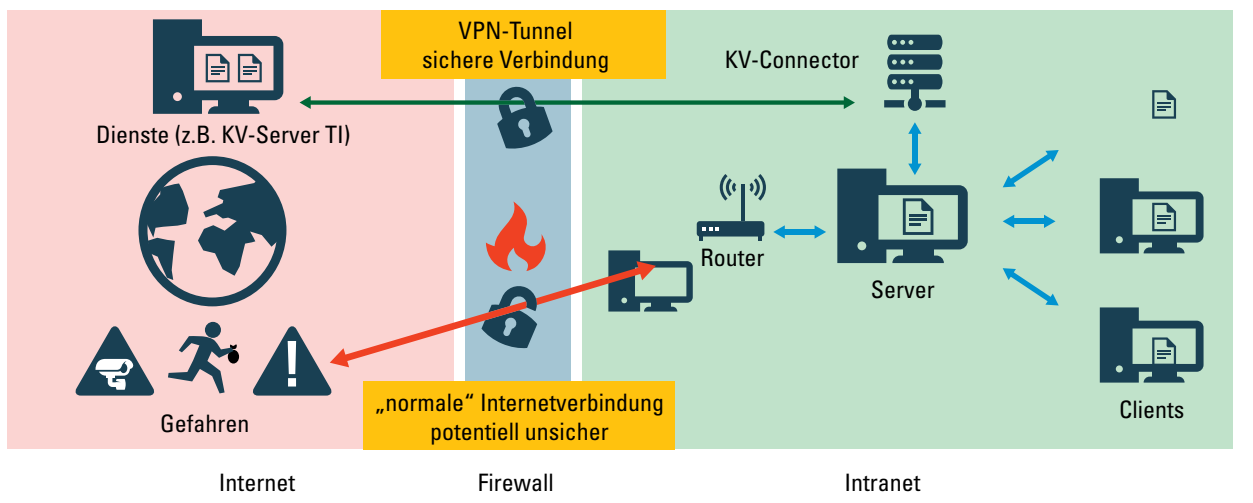 VPN-Tunnel
sichere Verbindung
KV-Connector
Dienste (z.B. KV-Server TI)
Router
Server
Gefahren
„normale“ Internetverbindung
potentiell unsicher
Clients
Internet
Firewall
Intranet